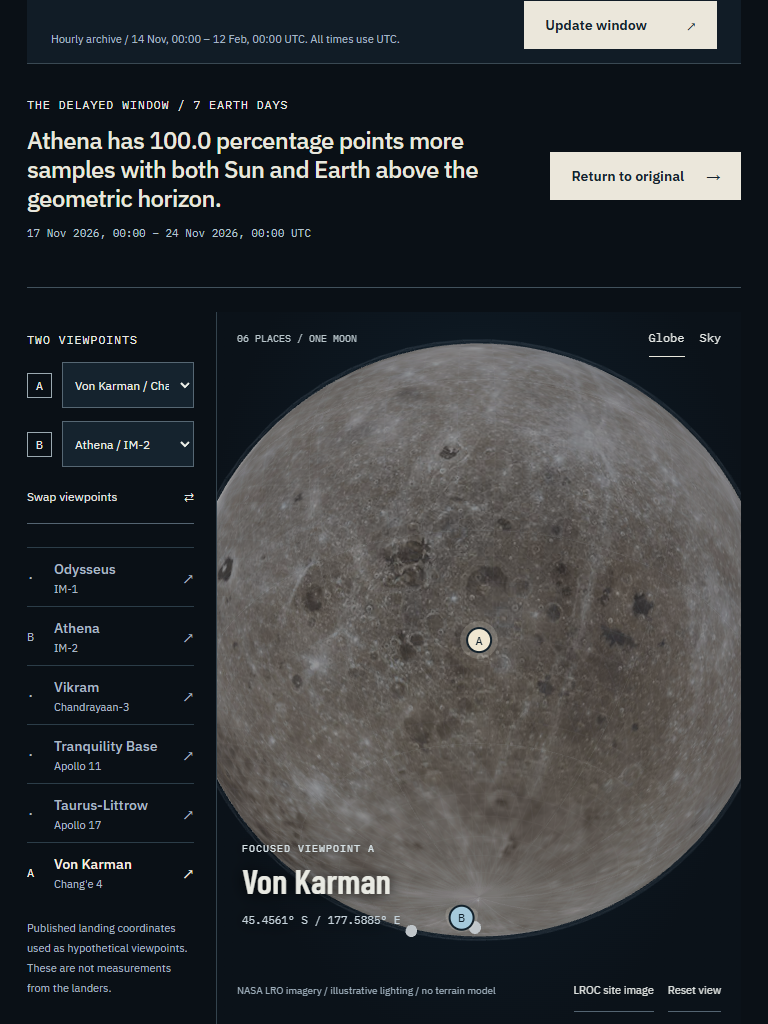 Hourly archive / 14 Nov, 00:00 – 12 Feb, 00:00 UTC. All times use UTC.
Update window ↗
THE DELAYED WINDOW / 7 EARTH DAYS
Athena has 100.0 percentage points more
samples with both Sun and Earth above the
geometric horizon.
Return to original →
17 Nov 2026, 00:00 – 24 Nov 2026, 00:00 UTC
TWO VIEWPOINTS
A Von Karman / Cha
B Athena / IM-2
Swap viewpoints ⇄
· Odysseus ↗
IM-1
B Athena ↗
IM-2
· Vikram ↗
Chandrayaan-3
· Tranquility Base ↗
Apollo 11
· Taurus-Littrow ↗
Apollo 17
A Von Karman ↗
Chang'e 4
Published landing coordinates
used as hypothetical viewpoints.
These are not measurements
from the landers.
06 PLACES / ONE MOON
Globe Sky
A
FOCUSED VIEWPOINT A
Von Karman
45.4561° S / 177.5885° E
B
NASA LRO imagery / illustrative lighting / no terrain model
LROC site image Reset view